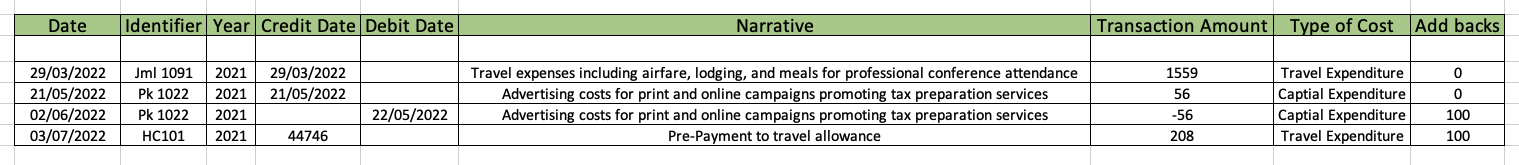 Date Identifier Year Credit Date Debit Date Narrative Transaction Amount Type of Cost Add backs
29/03/2022 Jml 1091 2021 29/03/2022 Travel expenses including airfare, lodging, and meals for professional conference attendance 1559 Travel Expenditure 0
21/05/2022 Pk 1022 2021 21/05/2022 Advertising costs for print and online campaigns promoting tax preparation services 56 Captial Expenditure 0
02/06/2022 Pk 1022 2021 22/05/2022 Advertising costs for print and online campaigns promoting tax preparation services -56 Captial Expenditure 100
03/07/2022 HC101 2021 44746 Pre-Payment to travel allowance 208 Travel Expenditure 100